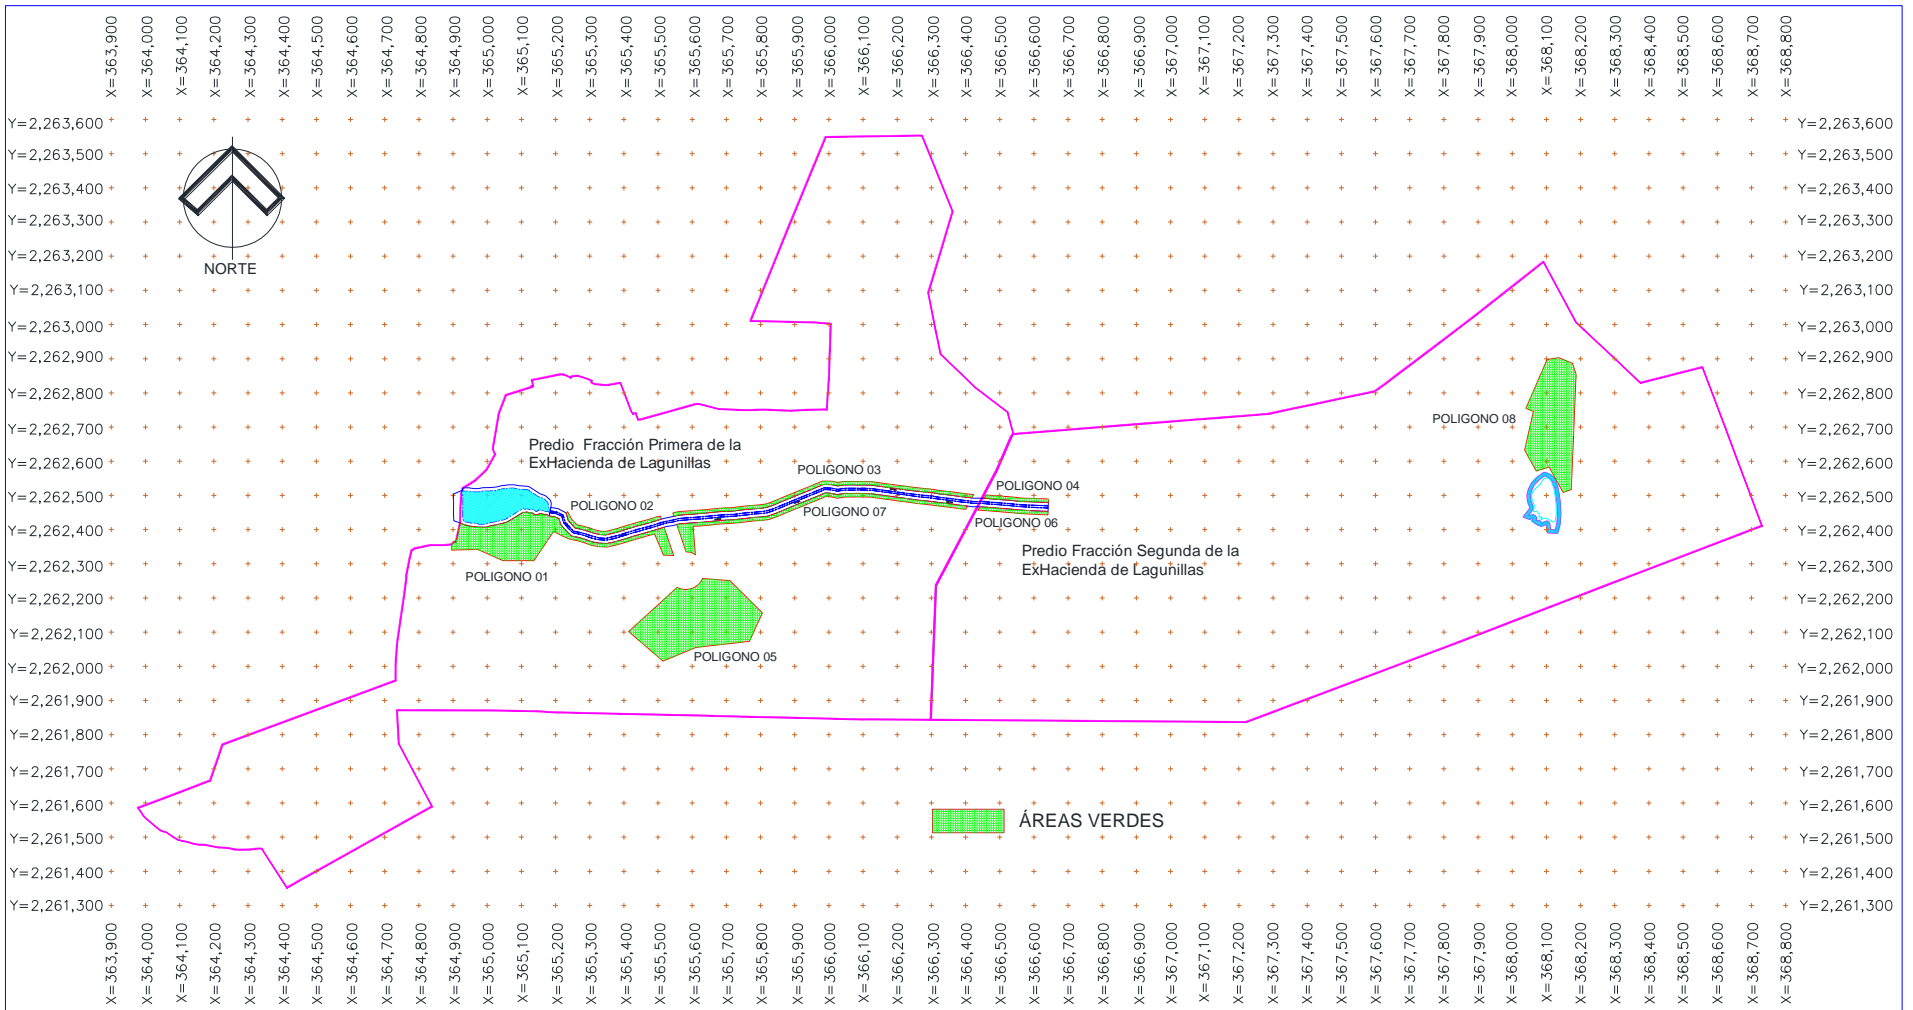 X=363,900
X=364,000
X=364,100
X=364,200
X=364,300
X=364,400
X=364,500
X=364,600
X=364,700
X=364,800
X=364,900
X=365,000
X=365,100
X=365,200
X=365,300
X=365,400
X=365,500
X=365,600
X=365,700
X=365,800
X=365,900
X=366,000
X=366,100
X=366,200
X=366,300
X=366,400
X=366,500
X=366,600
X=366,700
X=366,800
X=366,900
X=367,000
X=367,100
X=367,200
X=367,300
X=367,400
X=367,500
X=367,600
X=367,700
X=367,800
X=367,900
X=368,000
X=368,100
X=368,200
X=368,300
X=368,400
X=368,500
X=368,600
X=368,700
X=368,800
Y=2,263,600
Y=2,263,500
Y=2,263,400
Y=2,263,300
Y=2,263,200
Y=2,263,100
Y=2,263,000
Y=2,262,900
Y=2,262,800
Y=2,262,700
Y=2,262,600
Y=2,262,500
Y=2,262,400
Y=2,262,300
Y=2,262,200
Y=2,262,100
Y=2,262,000
Y=2,261,900
Y=2,261,800
Y=2,261,700
Y=2,261,600
Y=2,261,500
Y=2,261,400
Y=2,261,300
NORTE
Predio Fracción Primera de la
ExHacienda de Lagunillas
POLIGONO 08
POLIGONO 03
POLIGONO 04
POLIGONO 02
POLIGONO 07
POLIGONO 06
Predio Fracción Segunda de la
ExHacienda de Lagunillas
POLIGONO 01
POLIGONO 05
ÁREAS VERDES
Y=2,263,600
Y=2,263,500
Y=2,263,400
Y=2,263,300
Y=2,263,200
Y=2,263,100
Y=2,263,000
Y=2,262,900
Y=2,262,800
Y=2,262,700
Y=2,262,600
Y=2,262,500
Y=2,262,400
Y=2,262,300
Y=2,262,200
Y=2,262,100
Y=2,262,000
Y=2,261,900
Y=2,261,800
Y=2,261,700
Y=2,261,600
Y=2,261,500
Y=2,261,400
Y=2,261,300
X=363,900
X=364,000
X=364,100
X=364,200
X=364,300
X=364,400
X=364,500
X=364,600
X=364,700
X=364,800
X=364,900
X=365,000
X=365,100
X=365,200
X=365,300
X=365,400
X=365,500
X=365,600
X=365,700
X=365,800
X=365,900
X=366,000
X=366,100
X=366,200
X=366,300
X=366,400
X=366,500
X=366,600
X=366,700
X=366,800
X=366,900
X=367,000
X=367,100
X=367,200
X=367,300
X=367,400
X=367,500
X=367,600
X=367,700
X=367,800
X=367,900
X=368,000
X=368,100
X=368,200
X=368,300
X=368,400
X=368,500
X=368,600
X=368,700
X=368,800